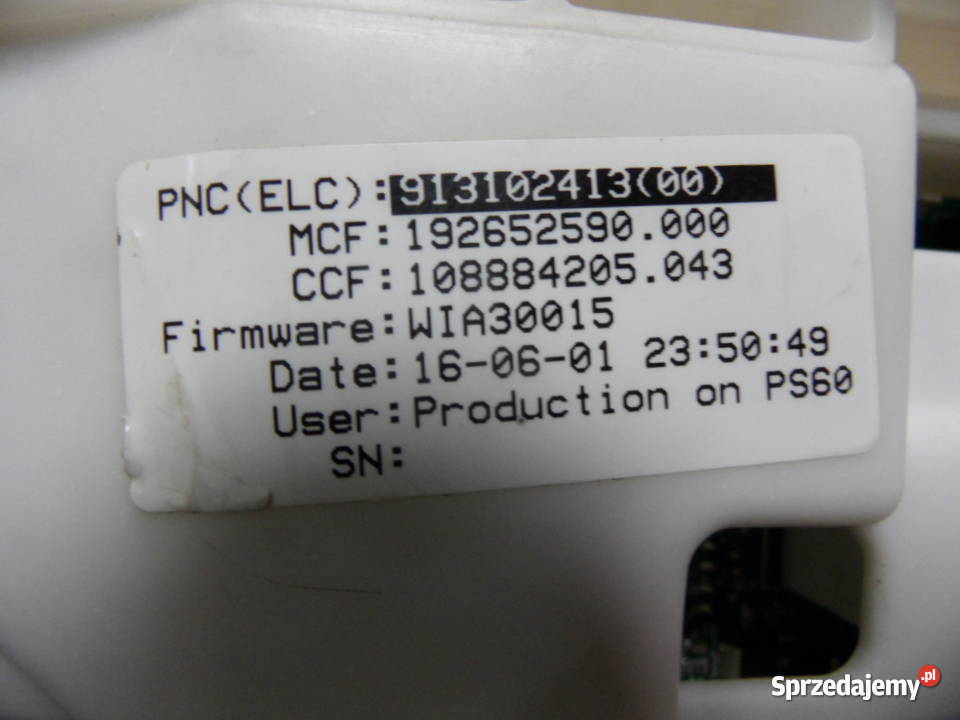 PNC(ELC):913102413(00)
MCF:192652590.000
CCF:108884205.043
Firmware:WIA30015
Date:16-06-01 23:50:49
User:Production on PS60
SN:
Sprzedajemy.pl